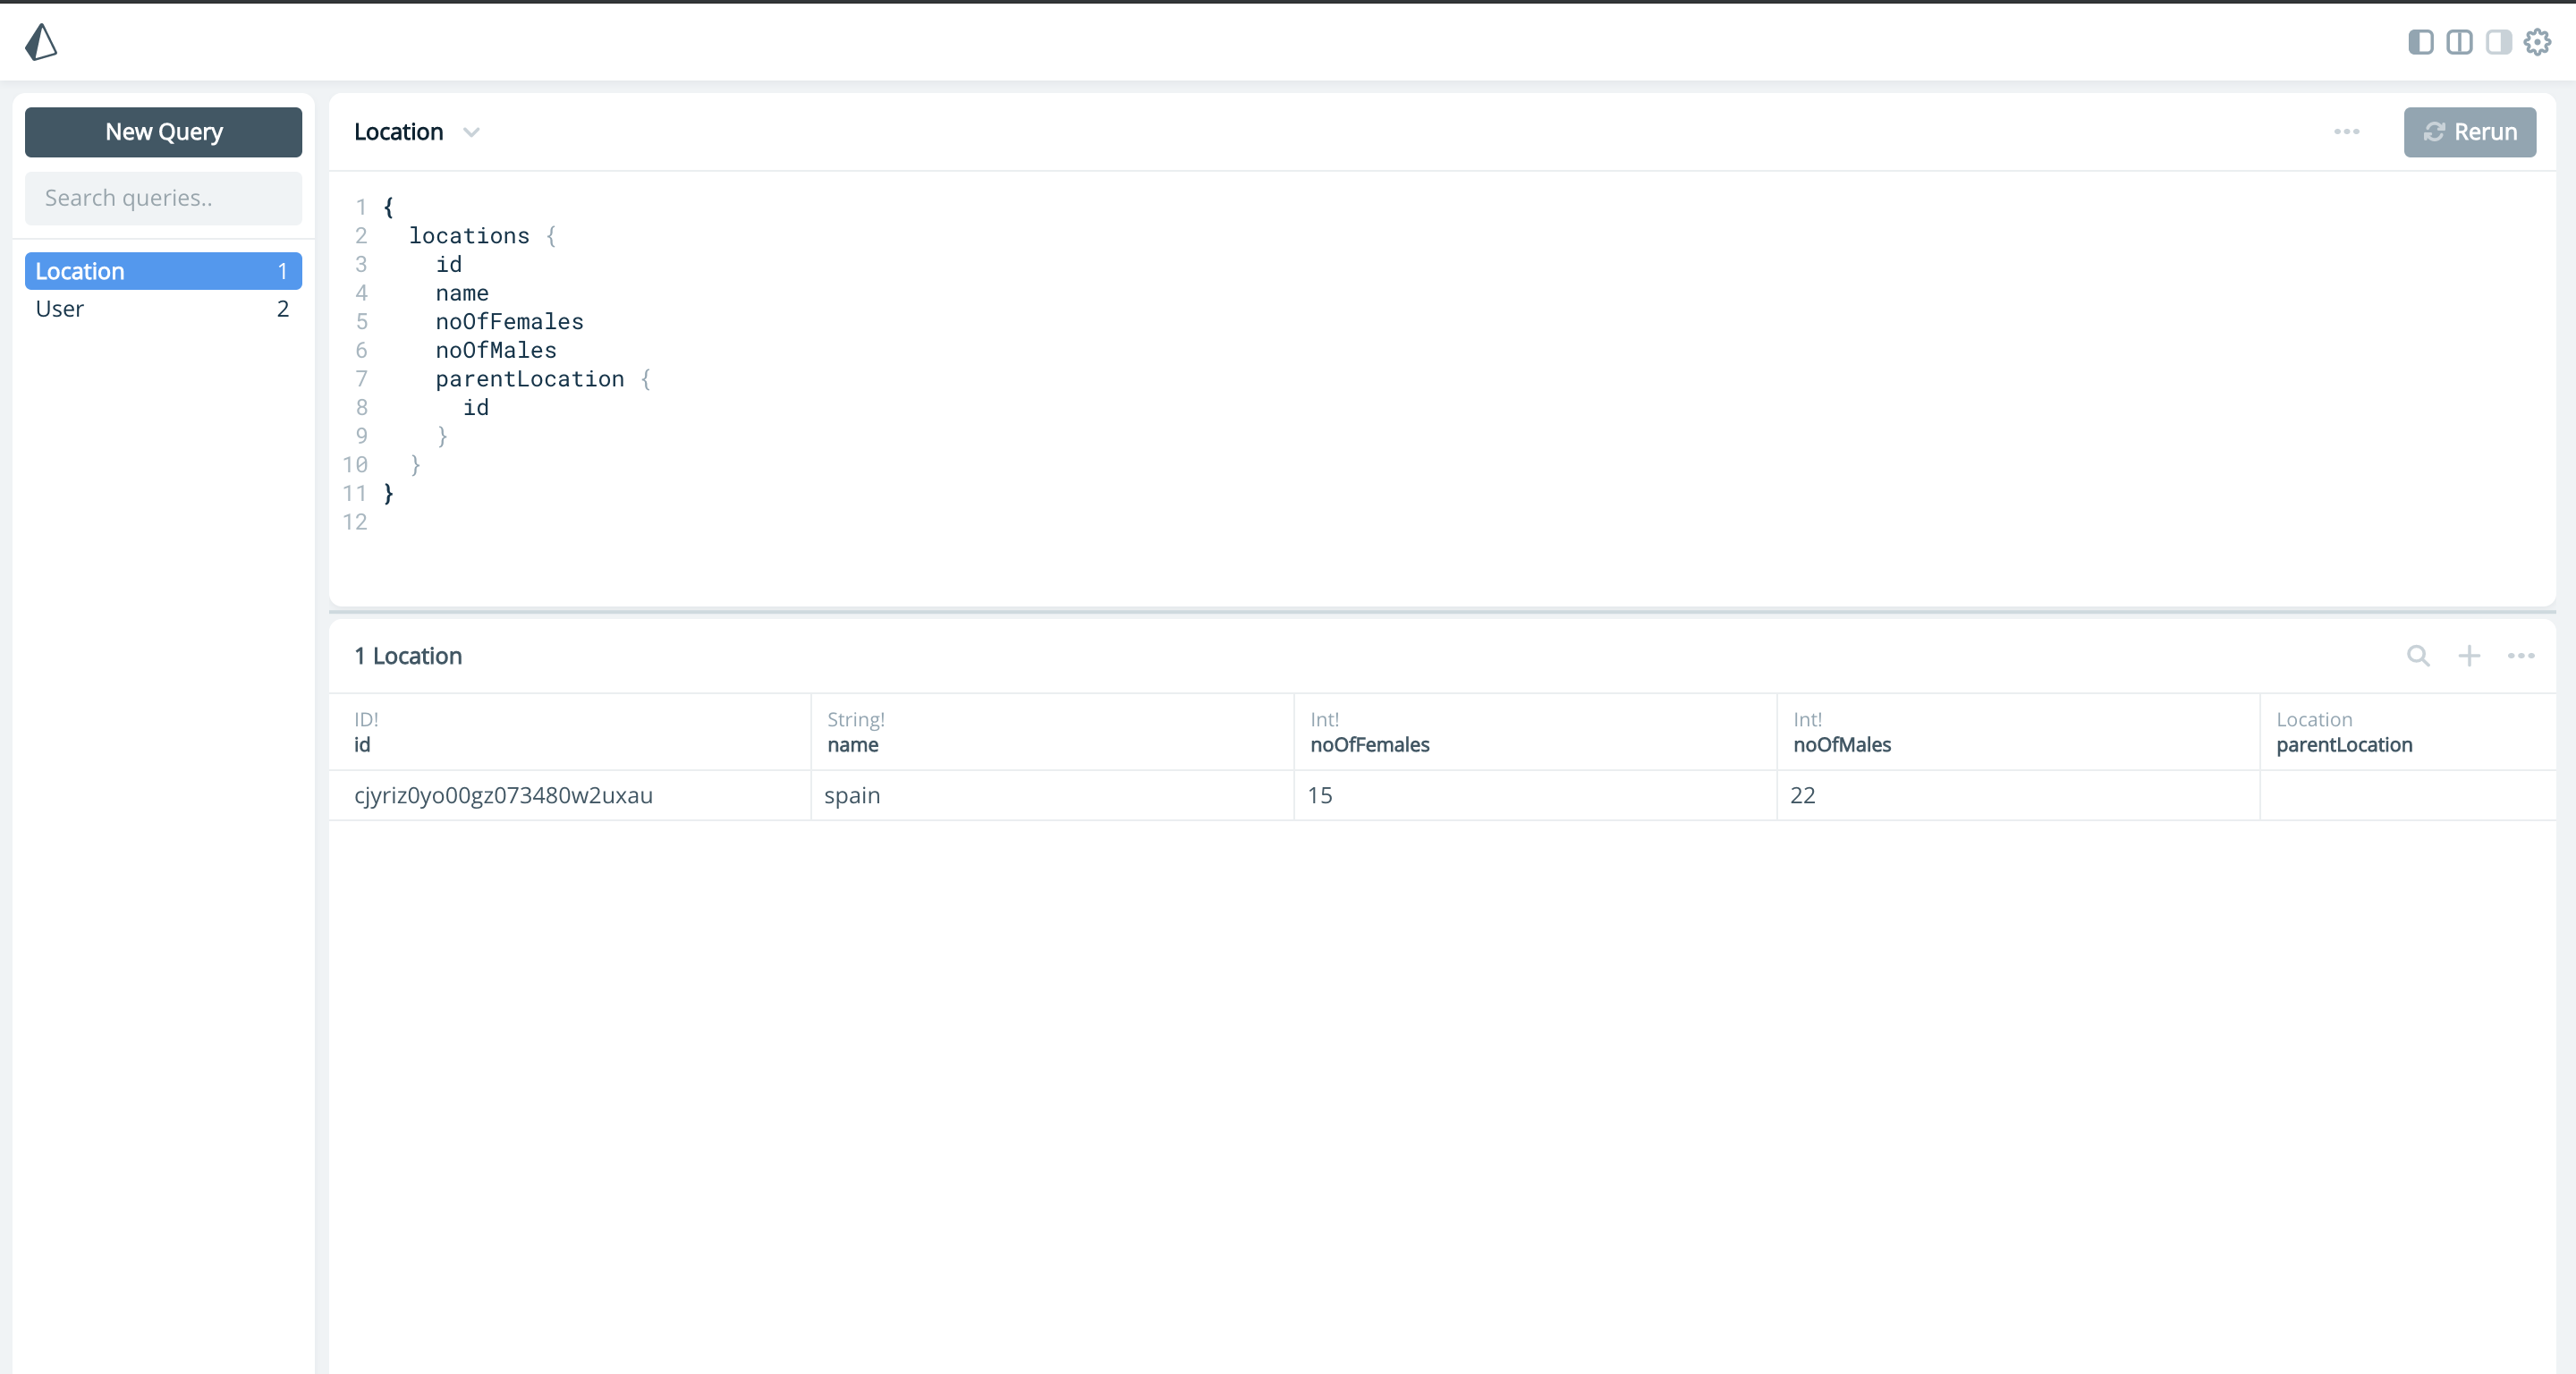 New Query
Search queries..
Location 1
User 2
Location
Rerun
1 {
2 locations {
3 id
4 name
5 noOfFemales
6 noOfMales
7 parentLocation {
8 id
9 }
10 }
11 }
12
1 Location
ID! String! Int! Int! Location
id name noOfFemales noOfMales parentLocation
cjyriz0yo00gz073480w2uxau spain 15 22